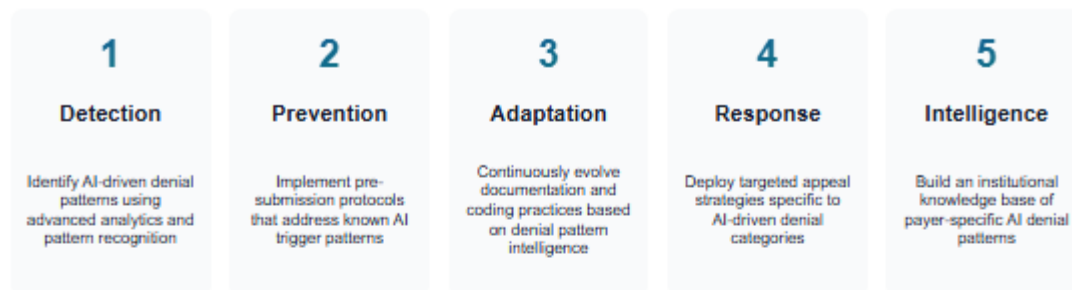 1
Detection
Identify AI-driven denial
patterns using
advanced analytics and
pattern recognition
2
Prevention
Implement pre-
submission protocols
that address known AI
trigger patterns
3
Adaptation
Continuously evolve
documentation and
coding practices based
on denial pattern
intelligence
4
Response
Deploy targeted appeal
strategies specific to
AI-driven denial
categories
5
Intelligence
Build an institutional
knowledge base of
payer-specific AI denial
patterns